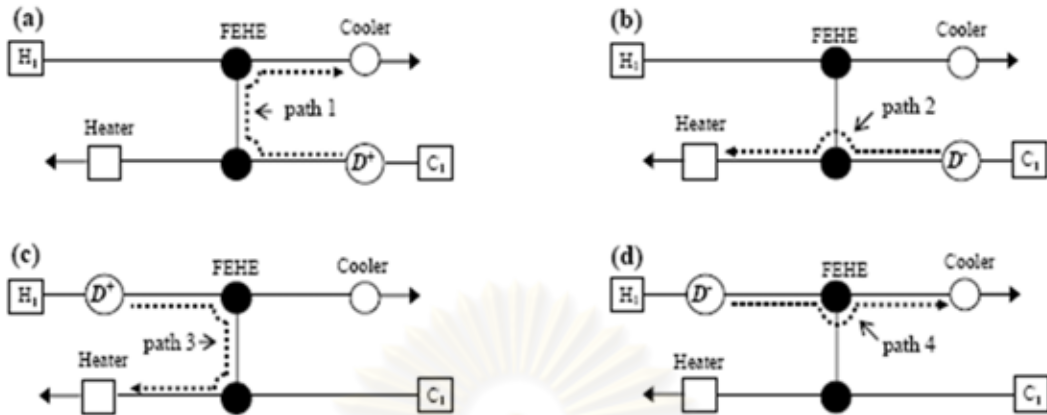 (a)
FEHE
Cooler
H₁
path 1
Heater
D⁺
C₁
(b)
FEHE
Cooler
H₁
path 2
Heater
D⁻
C₁
(c)
FEHE
Cooler
H₁
D⁺
path 3
Heater
C₁
(d)
FEHE
Cooler
H₁
D⁻
path 4
Heater
C₁